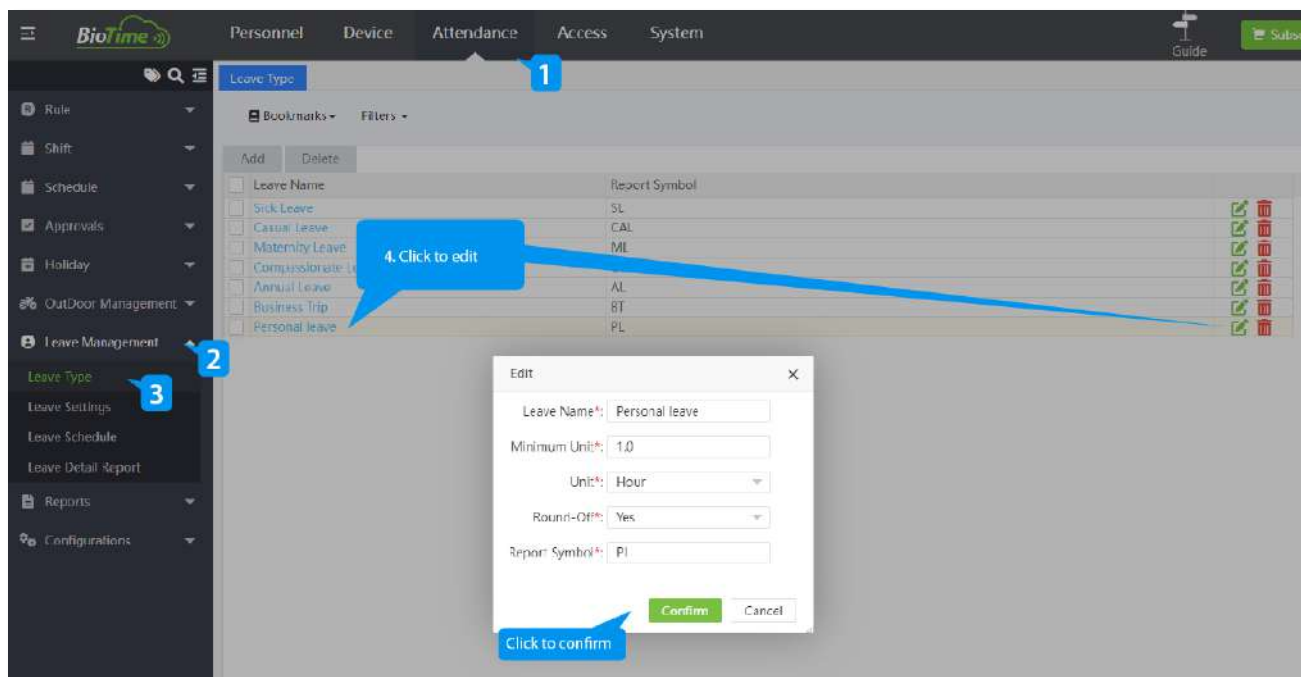 BioTime
Personnel Device Attendance Access System
Guide
Subs
1
Leave Type
Rule
Bookmarks Filters
Shift
Add Delete
Schedule
Leave Name Report Symbol
Sick Leave SL
Approvals
Casual Leave CAL
Maternity Leave ML
4. Click to edit
Holiday
Compassionate
Annual Leave AL
OutDoor Management
Business Trip BT
Personal leave PL
Leave Management
2
Leave Type
3
Leave Settings
Leave Schedule
Leave Detail Report
Reports
Configurations
Edit
Leave Name*: Personal leave
Minimum Unit*: 1.0
Unit*: Hour
Round-Off*: Yes
Report Symbol*: PL
Confirm Cancel
Click to confirm